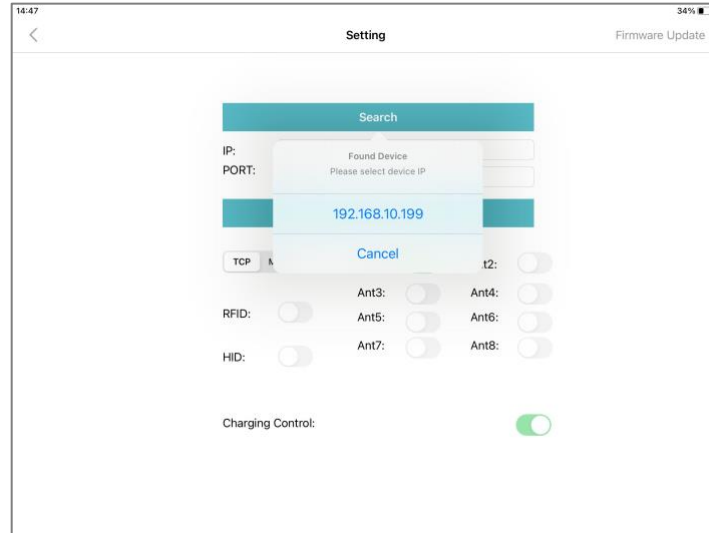 14:47
34%
Setting
Firmware Update
Search
IP:
PORT:
Found Device
Please select device IP
192.168.10.199
Cancel
TCP
Ant3:
Ant4:
RFID:
Ant5:
Ant6:
Ant7:
Ant8:
HID:
Charging Control: